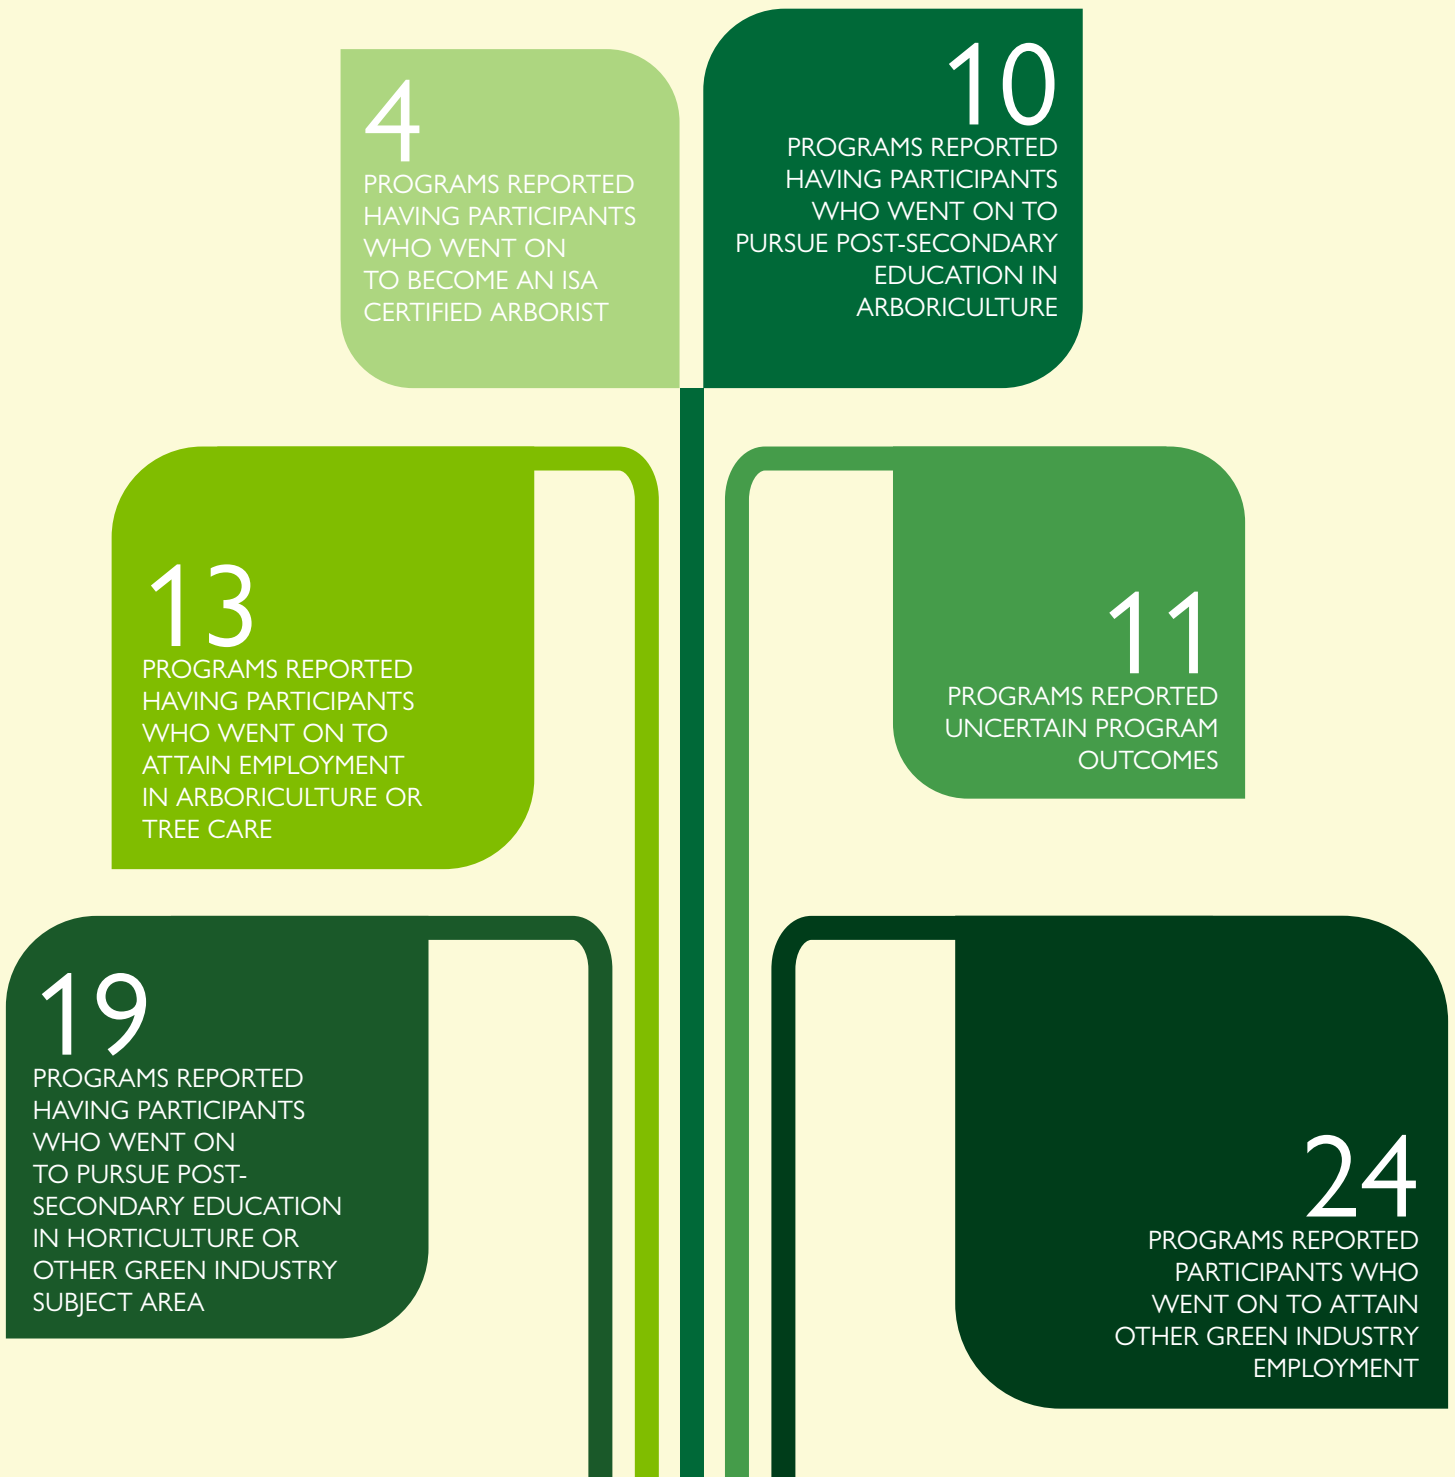 4
PROGRAMS REPORTED
HAVING PARTICIPANTS
WHO WENT ON
TO BECOME AN ISA
CERTIFIED ARBORIST
10
PROGRAMS REPORTED
HAVING PARTICIPANTS
WHO WENT ON TO
PURSUE POST-SECONDARY
EDUCATION IN
ARBORICULTURE
13
PROGRAMS REPORTED
HAVING PARTICIPANTS
WHO WENT ON TO
ATTAIN EMPLOYMENT
IN ARBORICULTURE OR
TREE CARE
11
PROGRAMS REPORTED
UNCERTAIN PROGRAM
OUTCOMES
19
PROGRAMS REPORTED
HAVING PARTICIPANTS
WHO WENT ON
TO PURSUE POST-
SECONDARY EDUCATION
IN HORTICULTURE OR
OTHER GREEN INDUSTRY
SUBJECT AREA
24
PROGRAMS REPORTED
PARTICIPANTS WHO
WENT ON TO ATTAIN
OTHER GREEN INDUSTRY
EMPLOYMENT